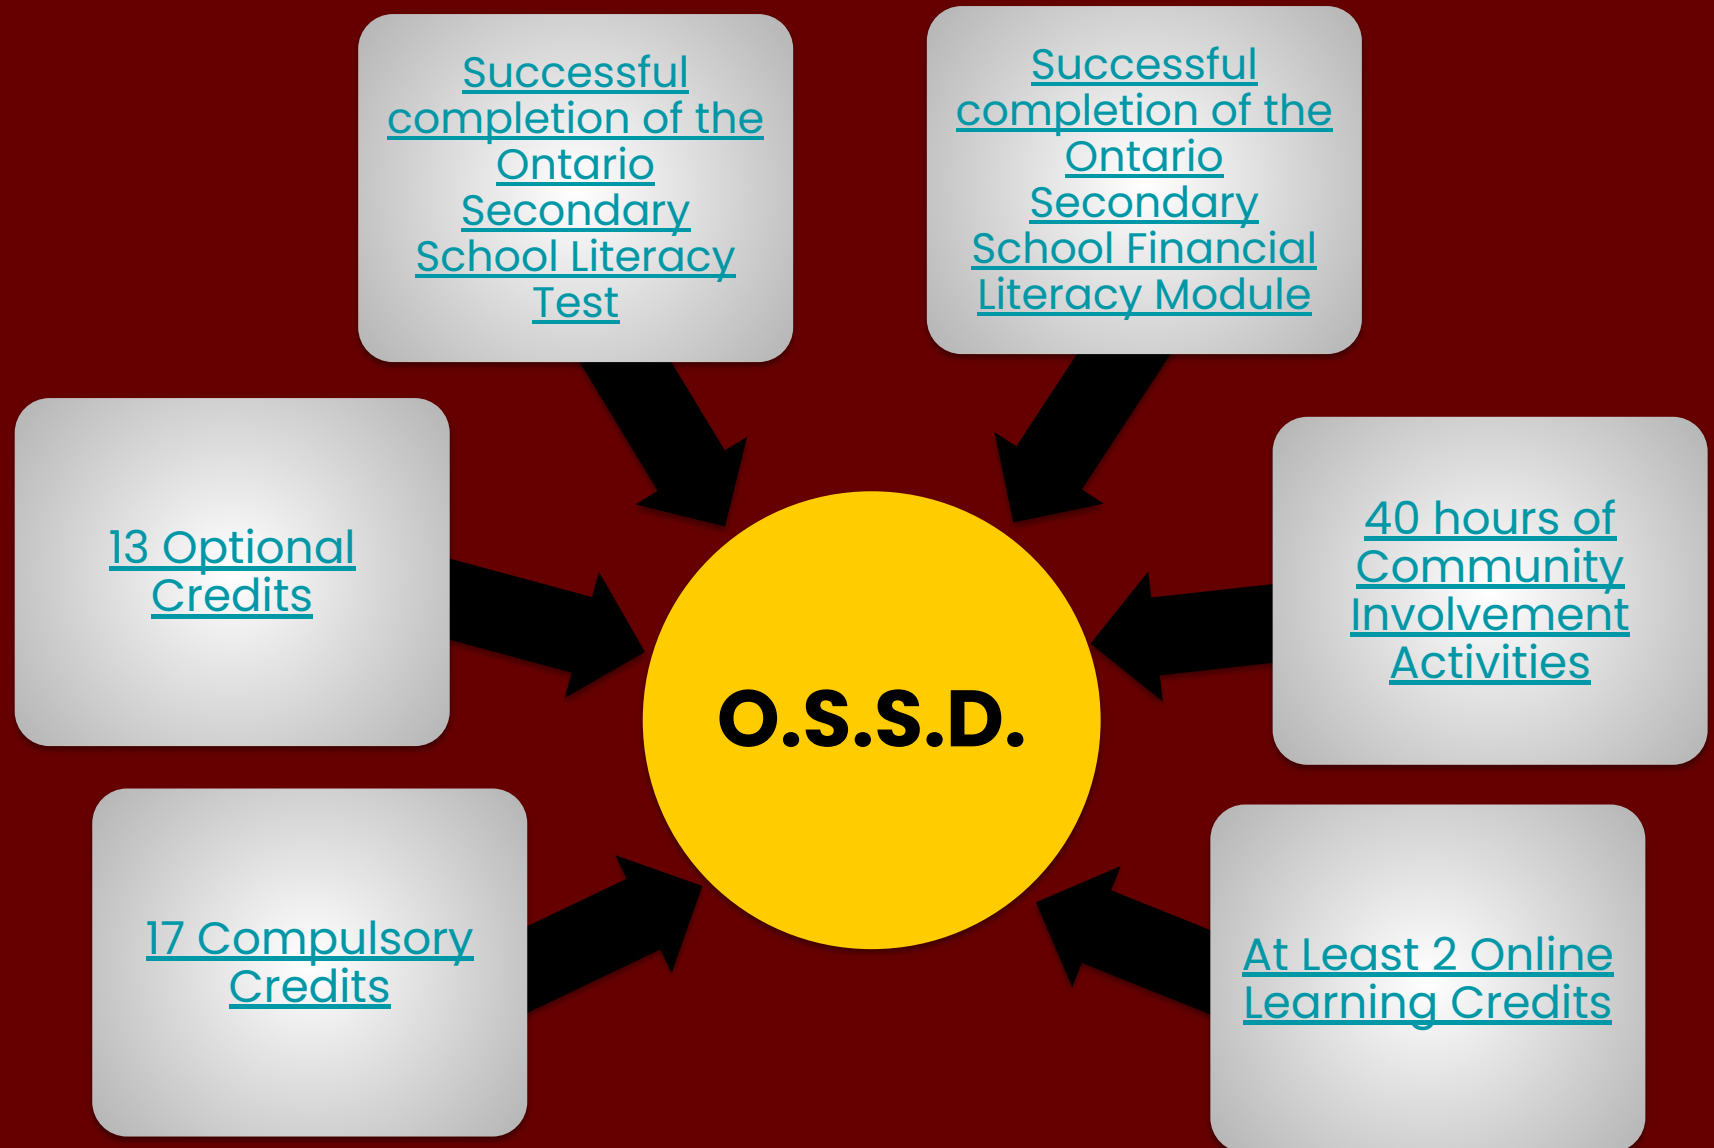 Successful
completion of the
Ontario
Secondary
School Literacy
Test
Successful
completion of the
Ontario
Secondary
School Financial
Literacy Module
13 Optional
Credits
40 hours of
Community
Involvement
Activities
O.S.S.D.
17 Compulsory
Credits
At Least 2 Online
Learning Credits